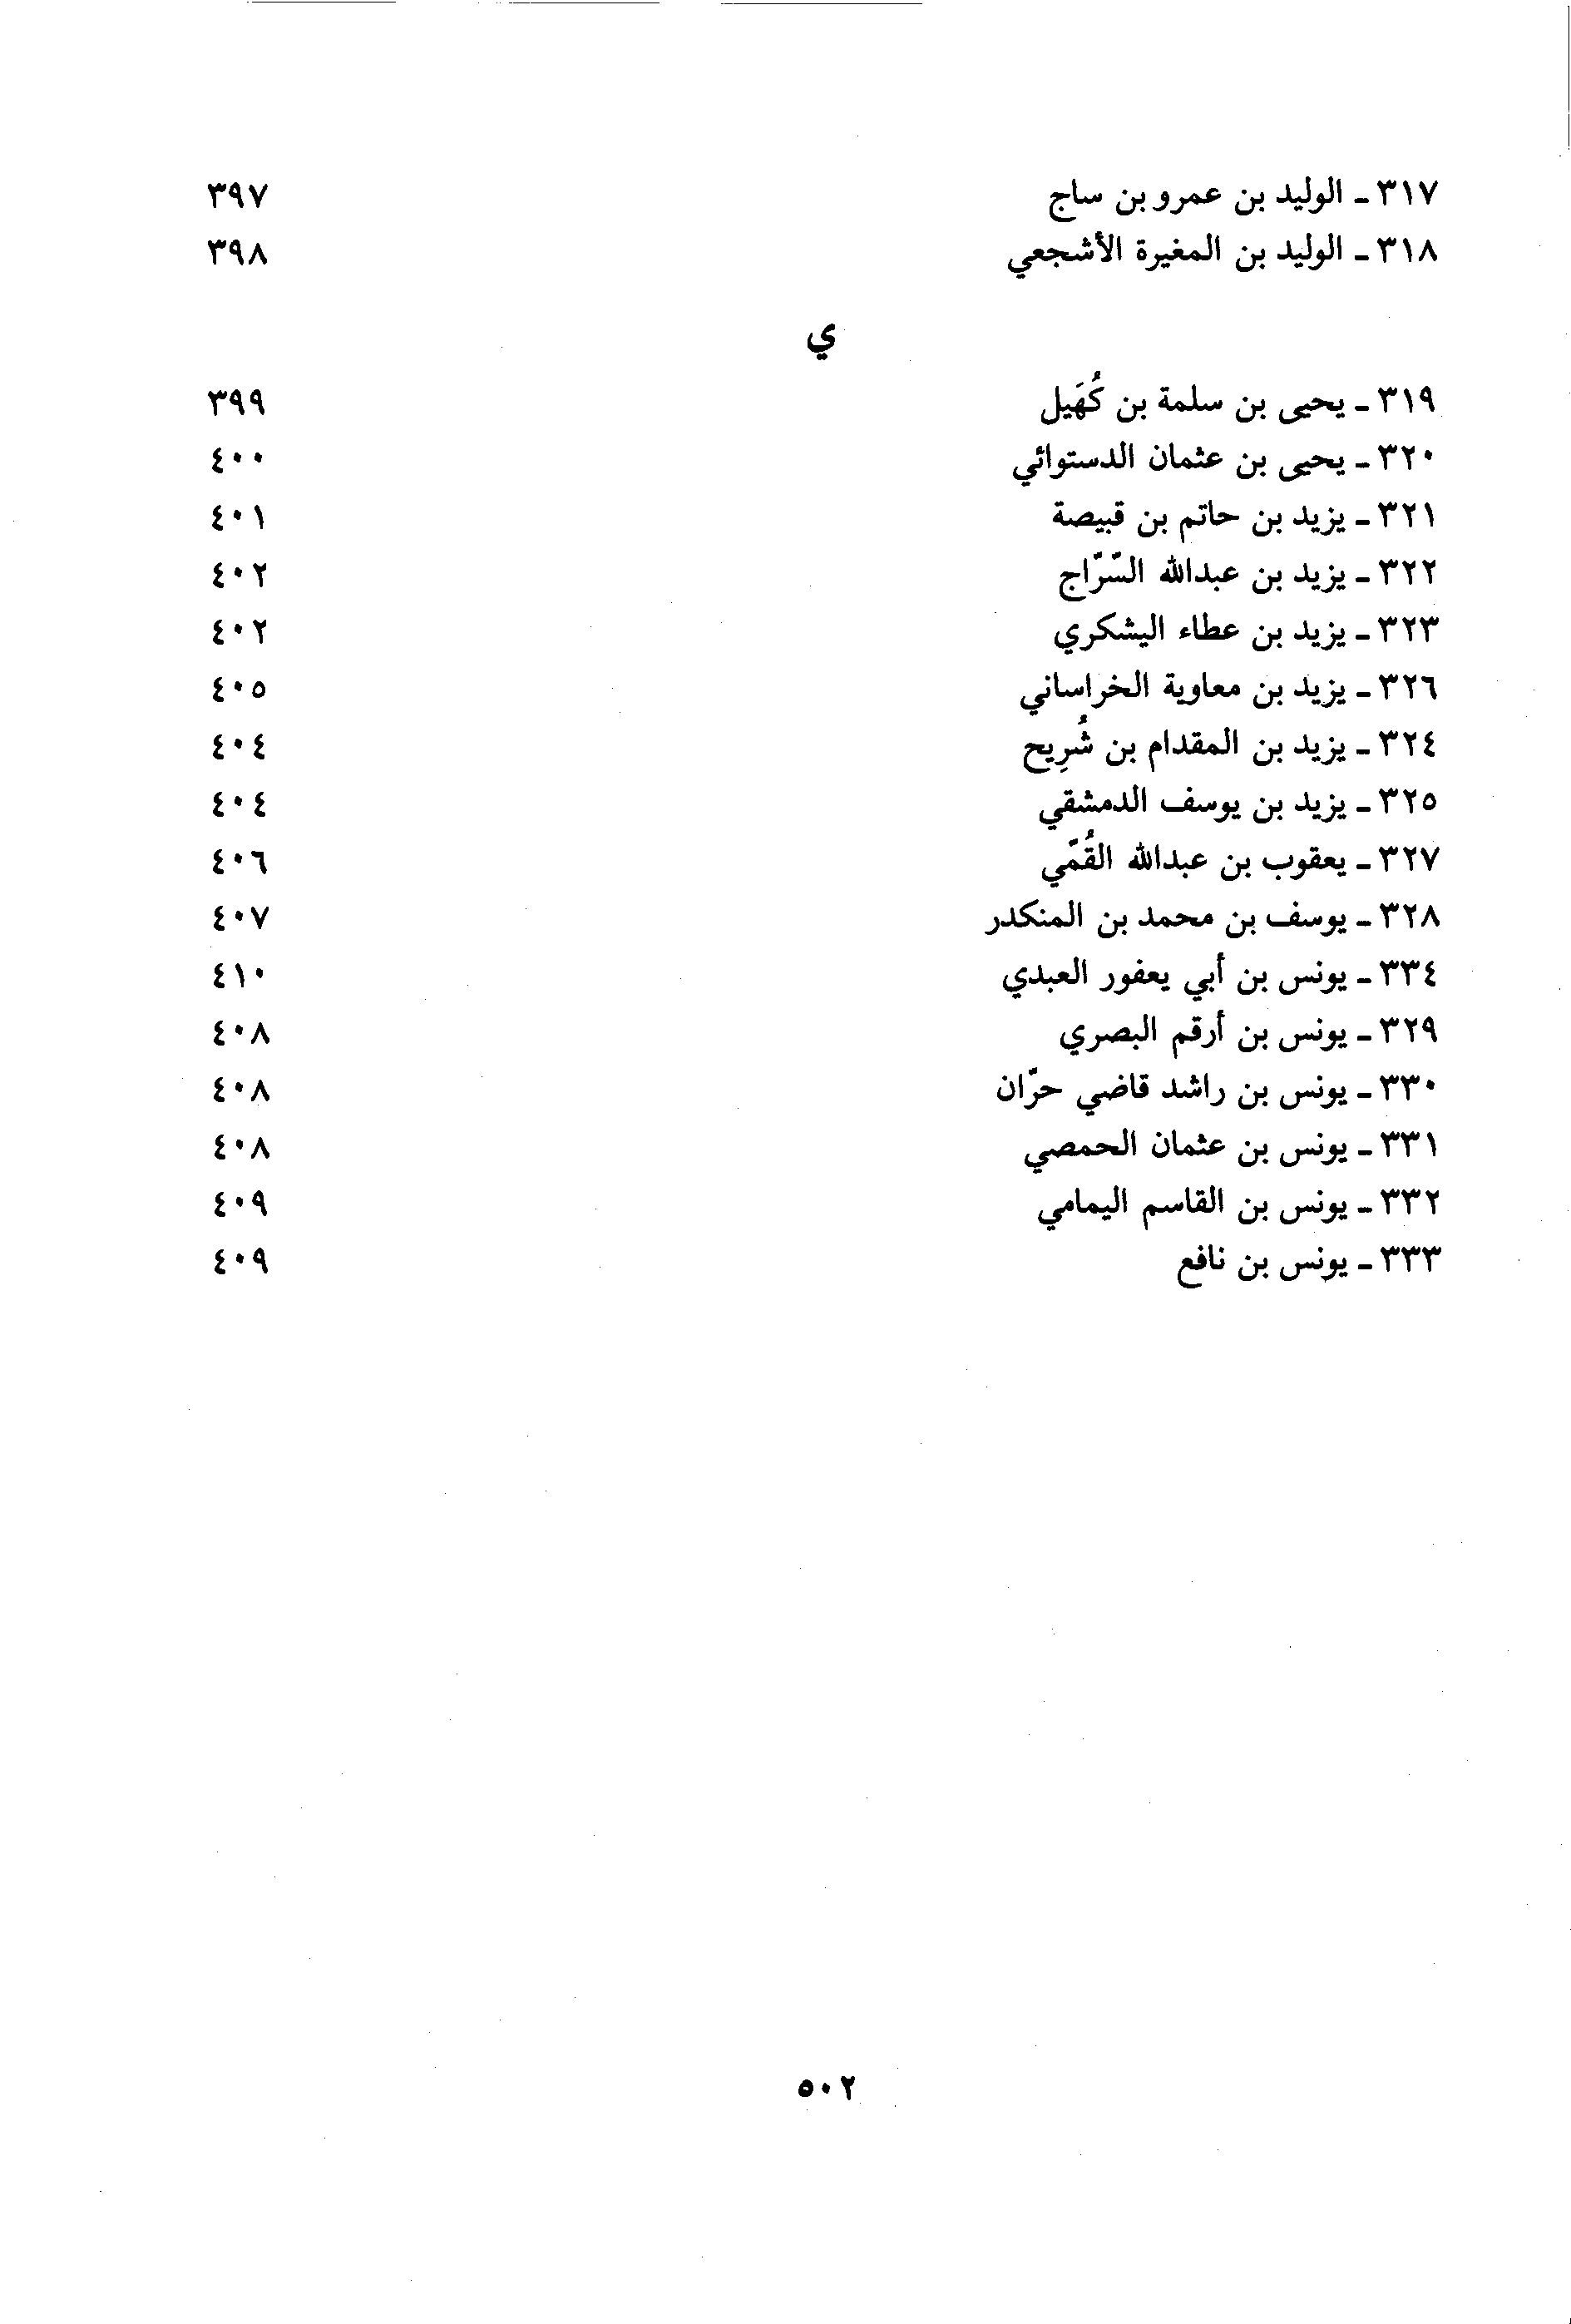 ٣١٧ - الوليد بن عمرو بن ساج ٣٩٧
٣١٨ - الوليد بن المغيرة الأشجعي ٣٩٨
ي
٣١٩ - يحيى بن سلمة بن كُهَيل ٣٩٩
٣٢٠ - يحيى بن عثمان الدستوائي ٤٠٠
٣٢١ - يزيد بن حاتم بن قبيصة ٤٠١
٣٢٢ - يزيد بن عبدالله السّرّاج ٤٠٢
٣٢٣ - يزيد بن عطاء اليشكري ٤٠٢
٣٢٦ - يزيد بن معاوية الخراساني ٤٠٥
٣٢٤ - يزيد بن المقدام بن شُرِيح ٤٠٤
٣٢٥ - يزيد بن يوسف الدمشقي ٤٠٤
٣٢٧ - يعقوب بن عبدالله القُمّي ٤٠٦
٣٢٨ - يوسف بن محمد بن المنكدر ٤٠٧
٣٣٤ - يونس بن أبي يعفور العبدي ٤١٠
٣٢٩ - يونس بن أرقم البصري ٤٠٨
٣٣٠ - يونس بن راشد قاضي حرّان ٤٠٨
٣٣١ - يونس بن عثمان الحمصي ٤٠٨
٣٣٢ - يونس بن القاسم اليمامي ٤٠٩
٣٣٣ - يونس بن نافع ٤٠٩
٥٠٢